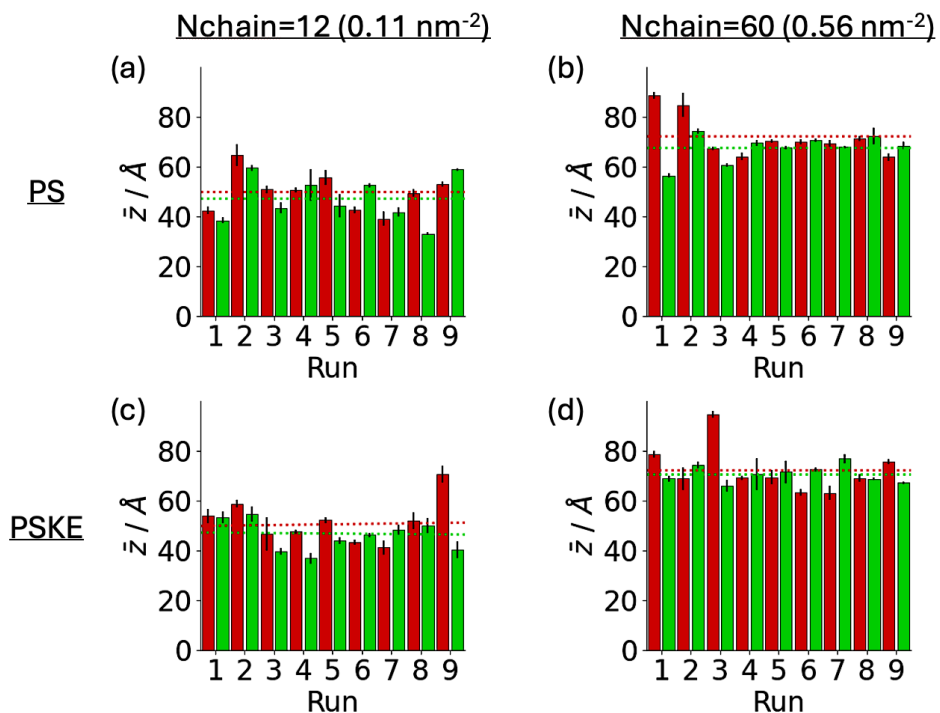 Nchain=12 (0.11 nm⁻²) Nchain=60 (0.56 nm⁻²)
(a) (b)
PS
z̄ / Å
80
60
40
20
0
1 2 3 4 5 6 7 8 9
Run
z̄ / Å
80
60
40
20
0
1 2 3 4 5 6 7 8 9
Run
(c) (d)
PSKE
z̄ / Å
80
60
40
20
0
1 2 3 4 5 6 7 8 9
Run
z̄ / Å
80
60
40
20
0
1 2 3 4 5 6 7 8 9
Run